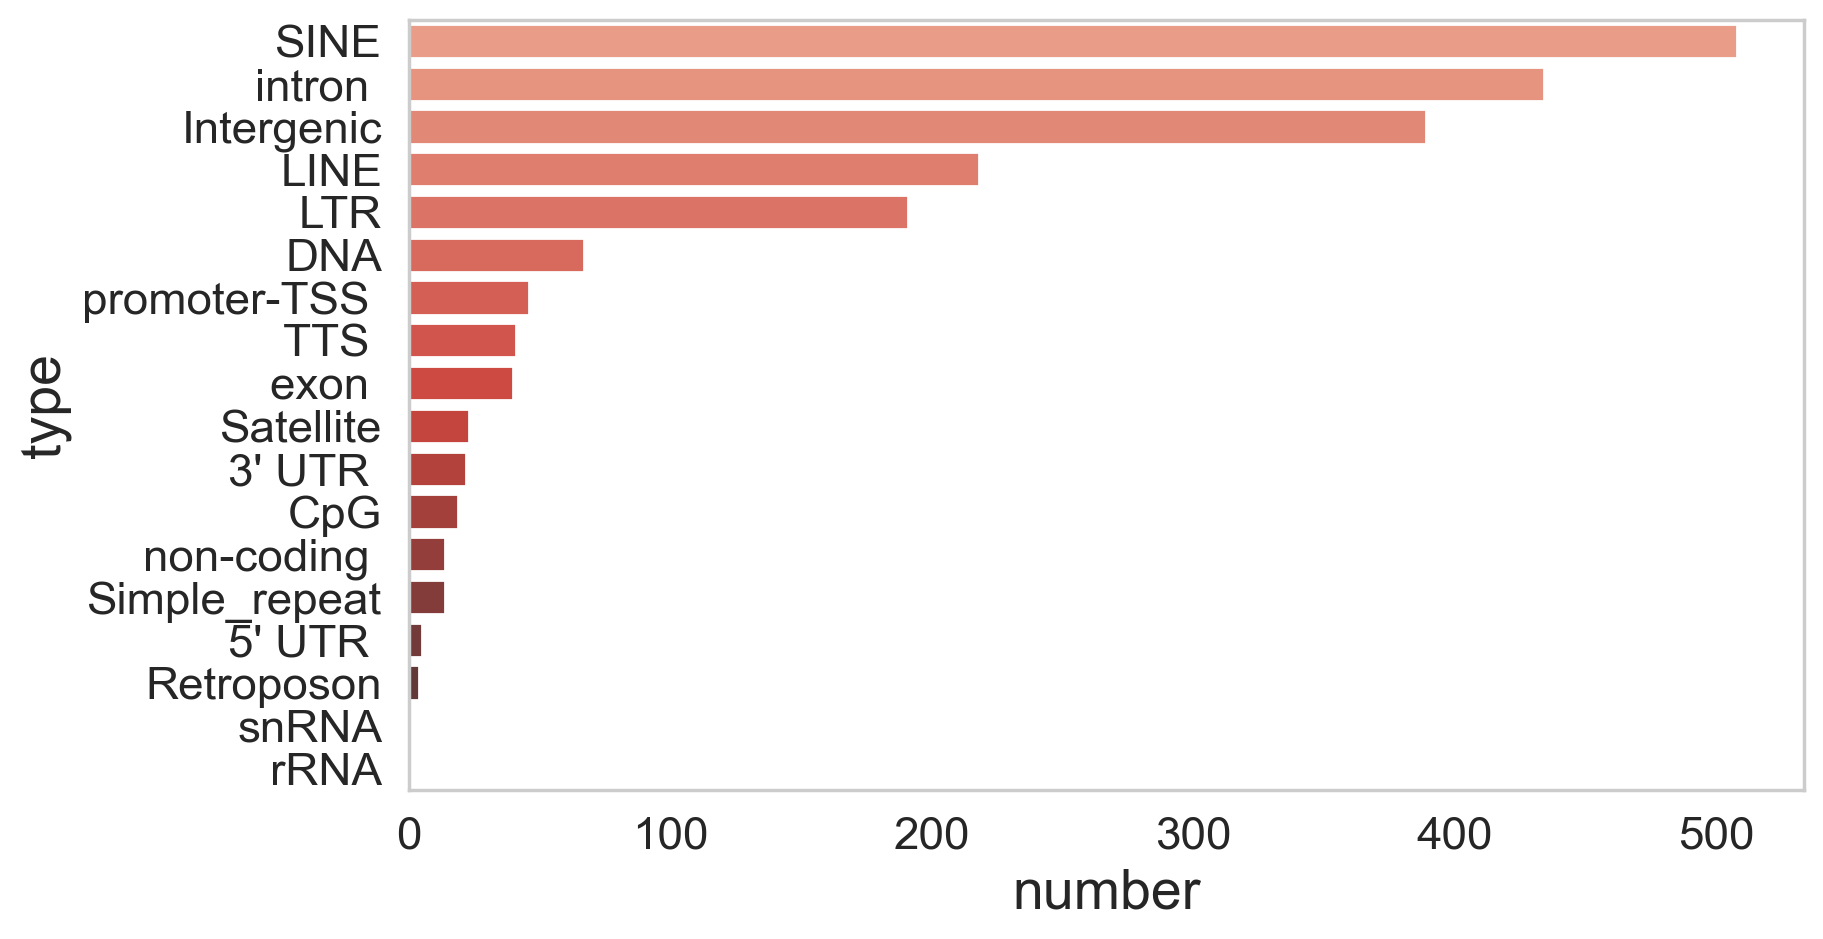 SINE
intron
Intergenic
LINE
LTR
DNA
promoter-TSS
TTS
exon
Satellite
3' UTR
CpG
non-coding
Simple_repeat
5' UTR
Retroposon
snRNA
rRNA
type
0 100 200 300 400 500
number